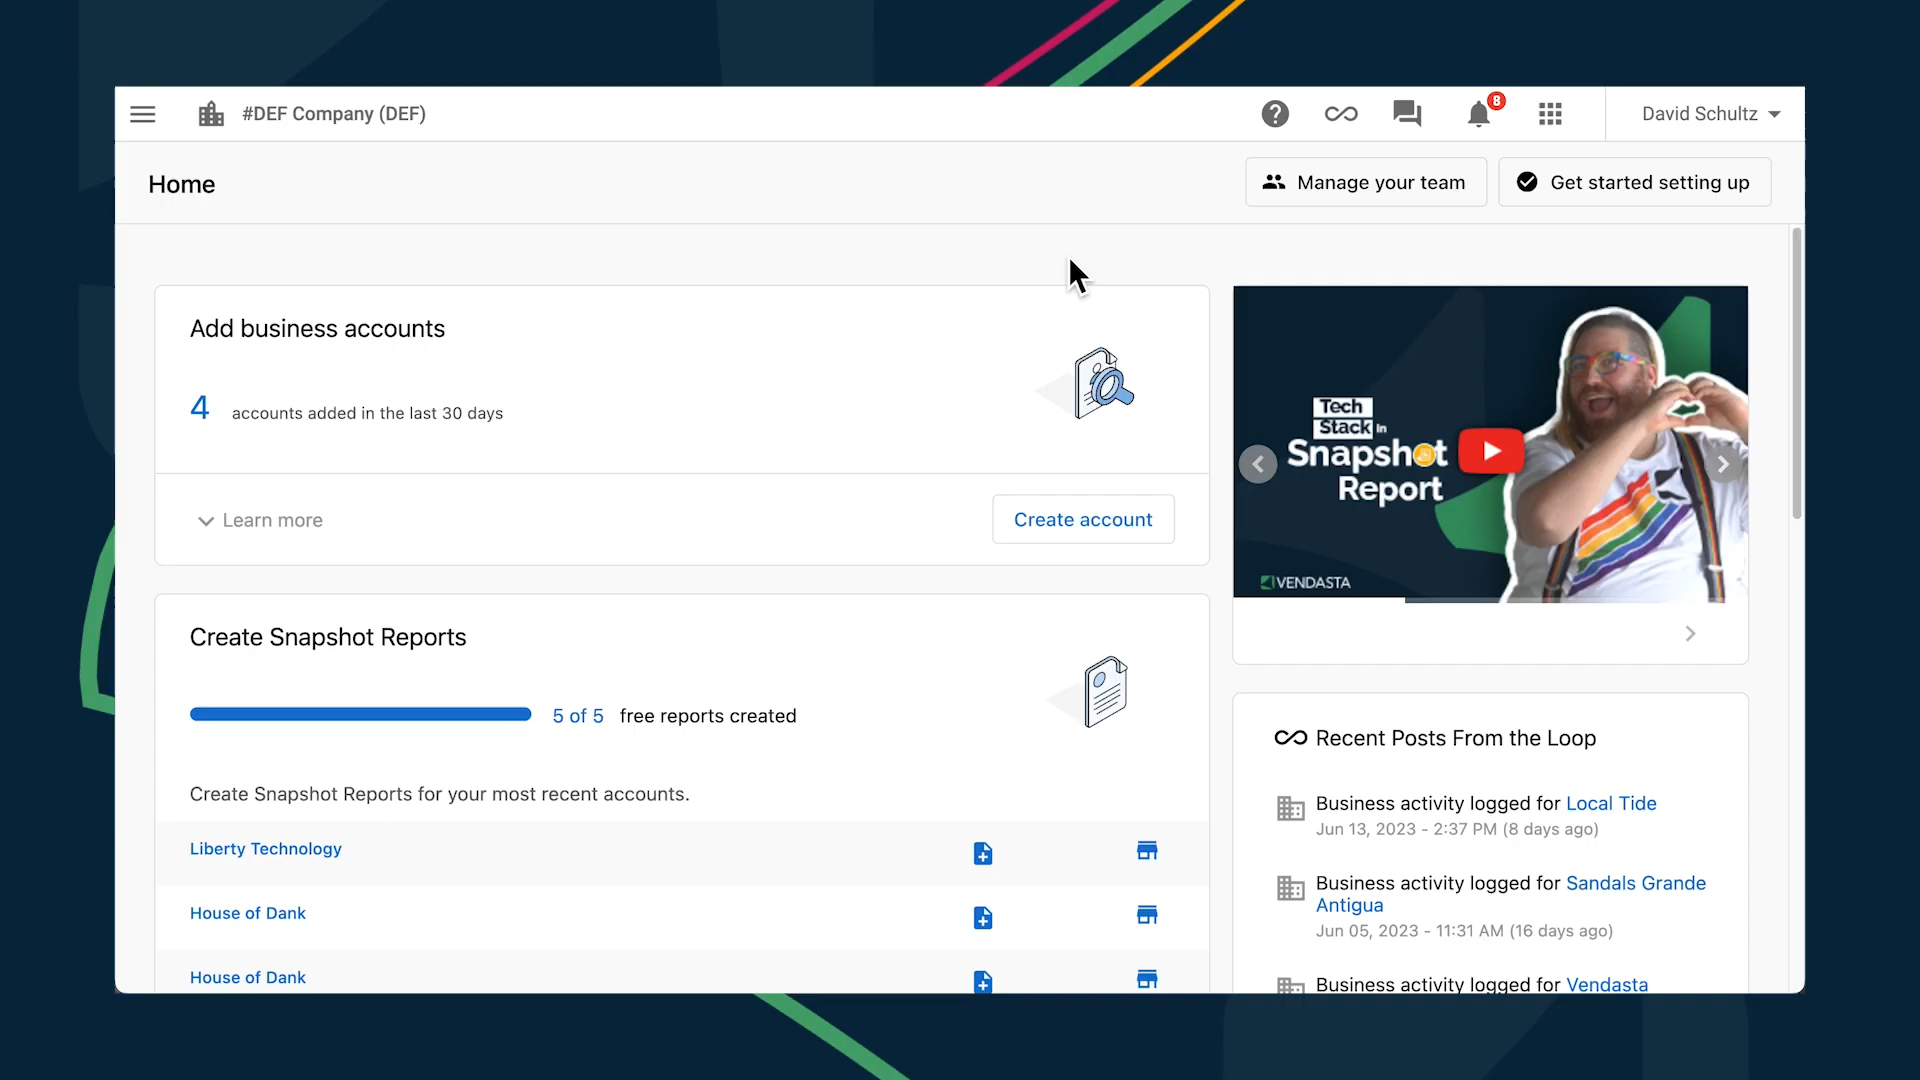 #DEF Company (DEF)
8
David Schultz
Home
Manage your team
Get started setting up
Add business accounts
4 accounts added in the last 30 days
Learn more
Create account
Tech
Stack In
Snapshot
Report
VENDASTA
Create Snapshot Reports
5 of 5 free reports created
Create Snapshot Reports for your most recent accounts.
Liberty Technology
House of Dank
House of Dank
Recent Posts From the Loop
Business activity logged for Local Tide
Jun 13, 2023 - 2:37 PM (8 days ago)
Business activity logged for Sandals Grande
Antigua
Jun 05, 2023 - 11:31 AM (16 days ago)
Business activity logged for Vendasta